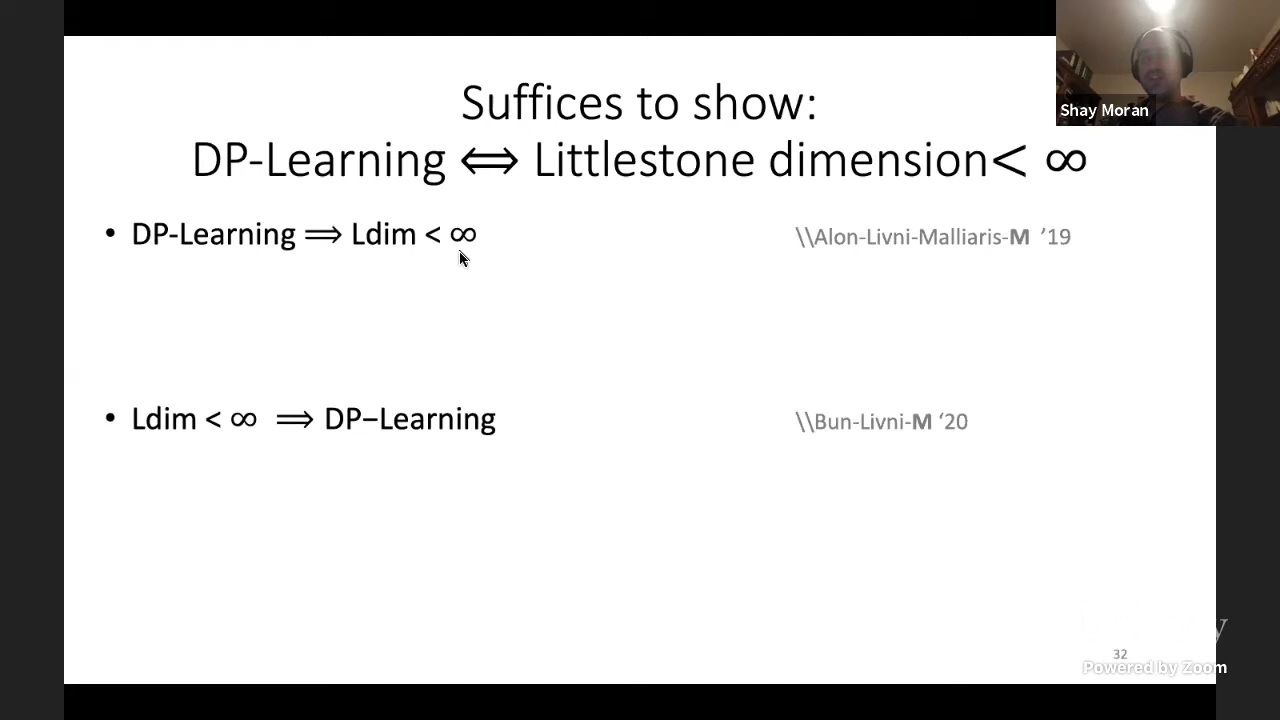 Suffices to show:
DP-Learning ⟺ Littlestone dimension< ∞
• DP-Learning ⟹ Ldim < ∞ \\Alon-Livni-Malliaris-M ’19
• Ldim < ∞ ⟹ DP−Learning \\Bun-Livni-M ‘20
Shay Moran
32
Powered by Zoom